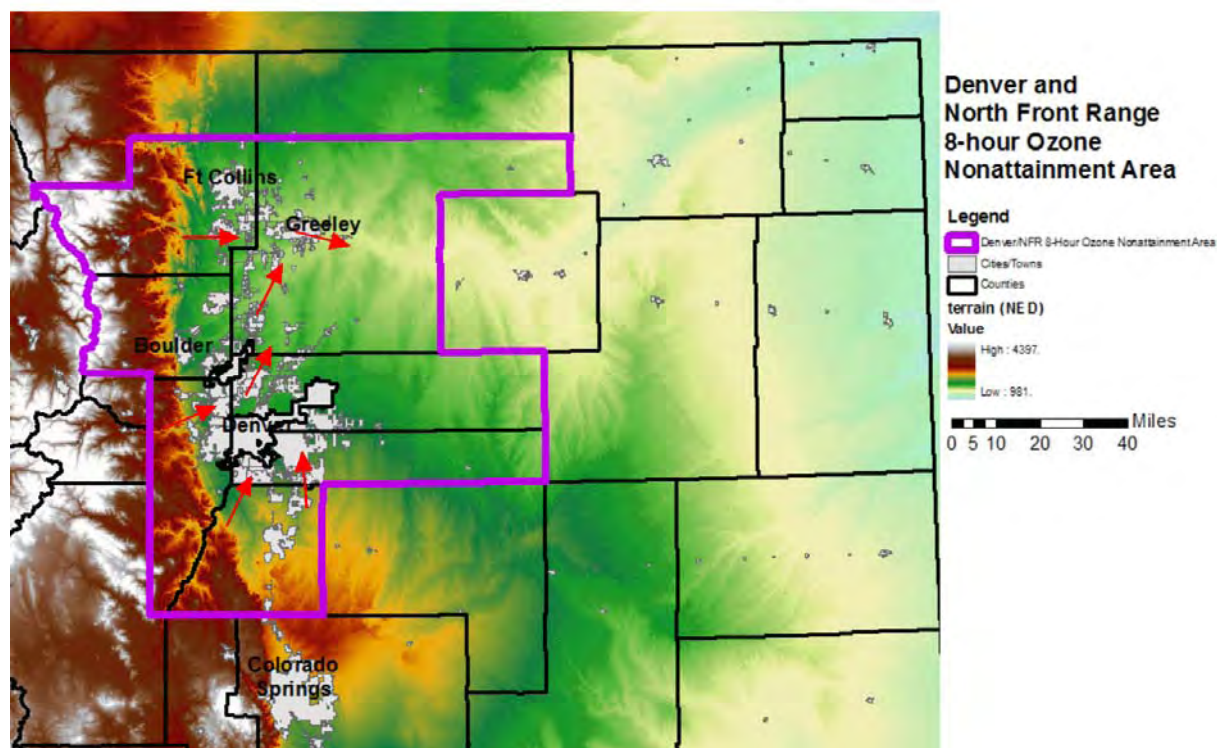 Denver and
North Front Range
8-hour Ozone
Nonattainment Area
Legend
Denver/NFR 8-Hour Ozone Nonattainment Area
Cities/Towns
Counties
terrain (NED)
Value
High : 4397.
Low : 981.
Miles
0 5 10 20 30 40
Ft Collins
Greeley
Boulder
Denver
Colorado
Springs